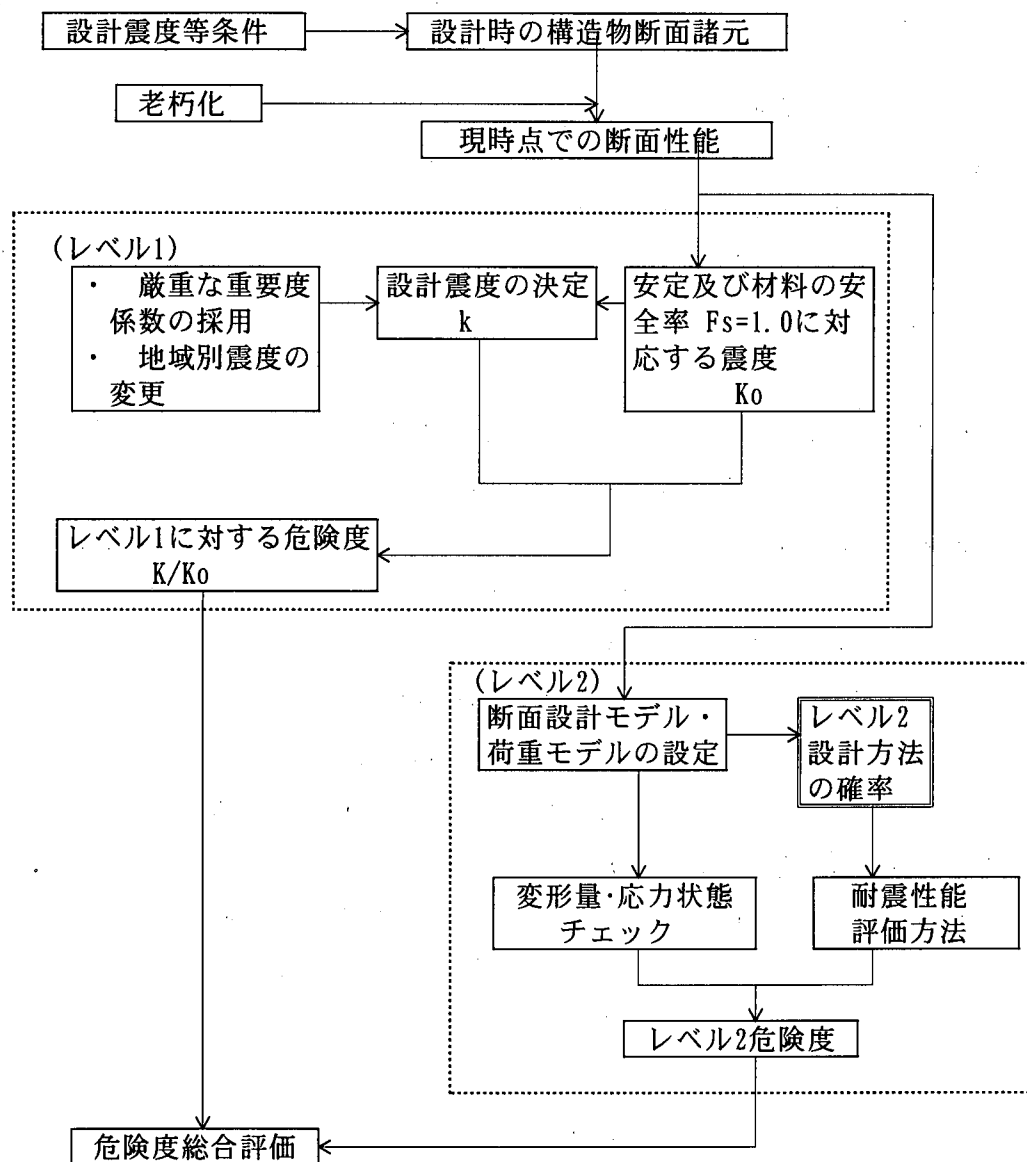 設計震度等条件
設計時の構造物断面諸元
老朽化
現時点での断面性能
(レベル1)
・ 厳重な重要度
係数の採用
・ 地域別震度の
変更
設計震度の決定
k
安定及び材料の安
全率 Fs=1.0に対
応する震度
Ko
レベル1に対する危険度
K/Ko
(レベル2)
断面設計モデル・
荷重モデルの設定
レベル2
設計方法
の確率
変形量・応力状態
チェック
耐震性能
評価方法
レベル2危険度
危険度総合評価